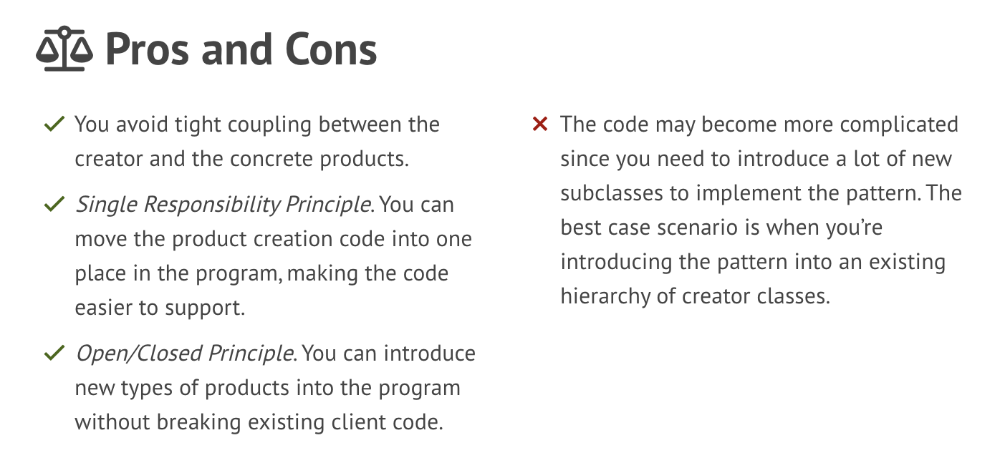 Pros and Cons
You avoid tight coupling between the
creator and the concrete products.
Single Responsibility Principle. You can
move the product creation code into one
place in the program, making the code
easier to support.
Open/Closed Principle. You can introduce
new types of products into the program
without breaking existing client code.
The code may become more complicated
since you need to introduce a lot of new
subclasses to implement the pattern. The
best case scenario is when you’re
introducing the pattern into an existing
hierarchy of creator classes.